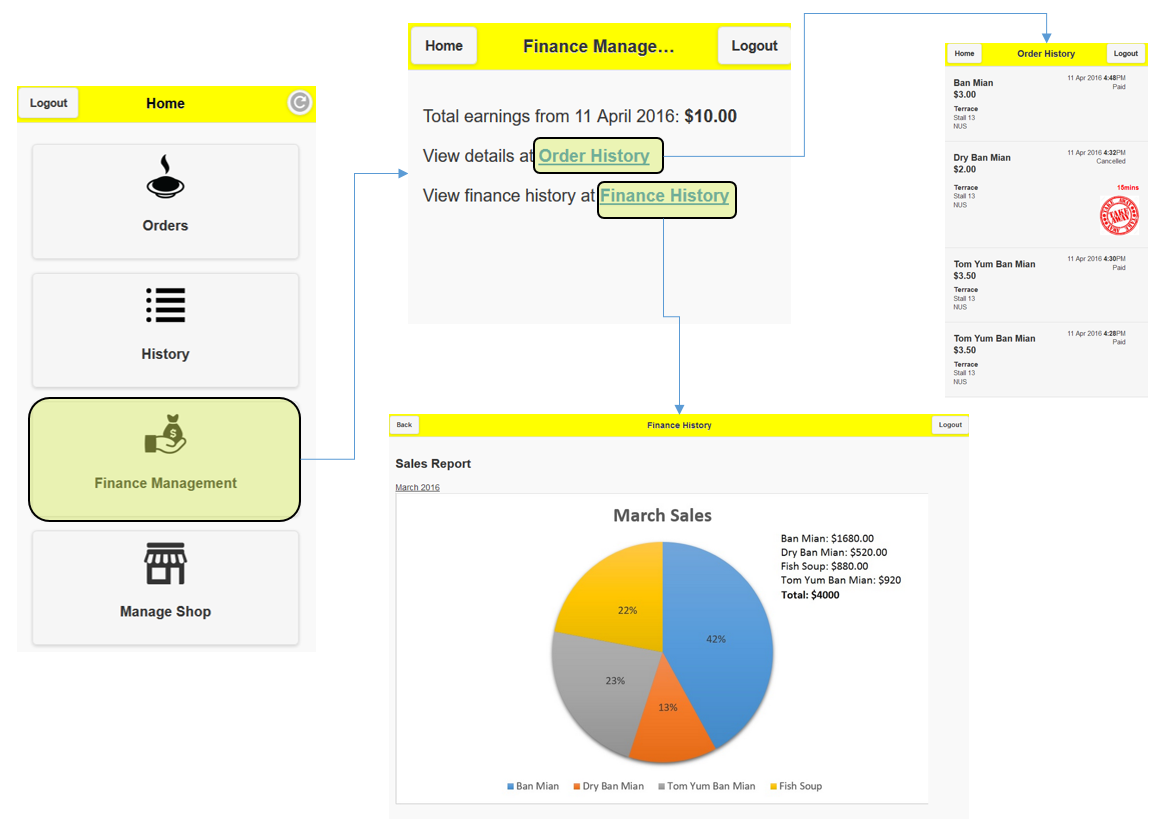 Logout
Home
Orders
History
Finance Management
Manage Shop
Home
Finance Manage...
Logout
Total earnings from 11 April 2016: $10.00
View details at Order History
View finance history at Finance History
Home
Order History
Logout
Ban Mian
11 Apr 2016 4:48PM
$3.00
Paid
Terrace
Stall 13
NUS
Dry Ban Mian
11 Apr 2016 4:32PM
$2.00
Cancelled
Terrace
15mins
Stall 13
NUS
TAKE AWAY
Tom Yum Ban Mian
11 Apr 2016 4:30PM
$3.50
Paid
Terrace
Stall 13
NUS
Tom Yum Ban Mian
11 Apr 2016 4:28PM
$3.50
Paid
Terrace
Stall 13
NUS
Back
Finance History
Logout
Sales Report
March 2016
March Sales
Ban Mian: $1680.00
Dry Ban Mian: $520.00
Fish Soup: $880.00
Tom Yum Ban Mian: $920
Total: $4000
22%
42%
23%
13%
Ban Mian
Dry Ban Mian
Tom Yum Ban Mian
Fish Soup